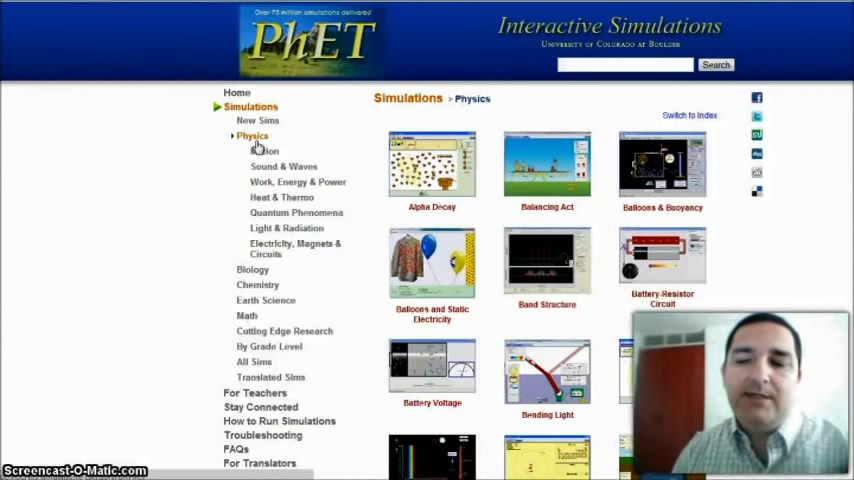 Over 75 million simulations delivered
PhET
Interactive Simulations
UNIVERSITY OF COLORADO AT BOULDER
Search
Home
Simulations
New Sims
Physics
Sound & Waves
Work, Energy & Power
Heat & Thermo
Quantum Phenomena
Light & Radiation
Electricity, Magnets &
Circuits
Biology
Chemistry
Earth Science
Math
Cutting Edge Research
By Grade Level
All Sims
Translated Sims
For Teachers
Stay Connected
How to Run Simulations
Troubleshooting
FAQs
For Translators
Simulations > Physics
Switch to Index
Alpha Decay
Balancing Act
Balloons & Buoyancy
Balloons and Static
Electricity
Band Structure
Battery-Resistor
Circuit
Battery Voltage
Bending Light
Screencast-O-Matic.com